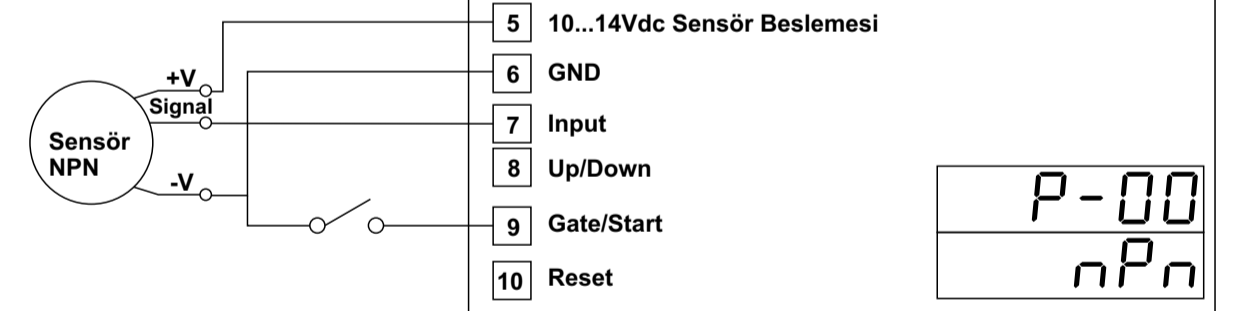 5 10...14Vdc Sensör Beslemesi
+V
6 GND
Signal
7 Input
Sensör
NPN
8 Up/Down
-V
9 Gate/Start
10 Reset
P-00
nPn